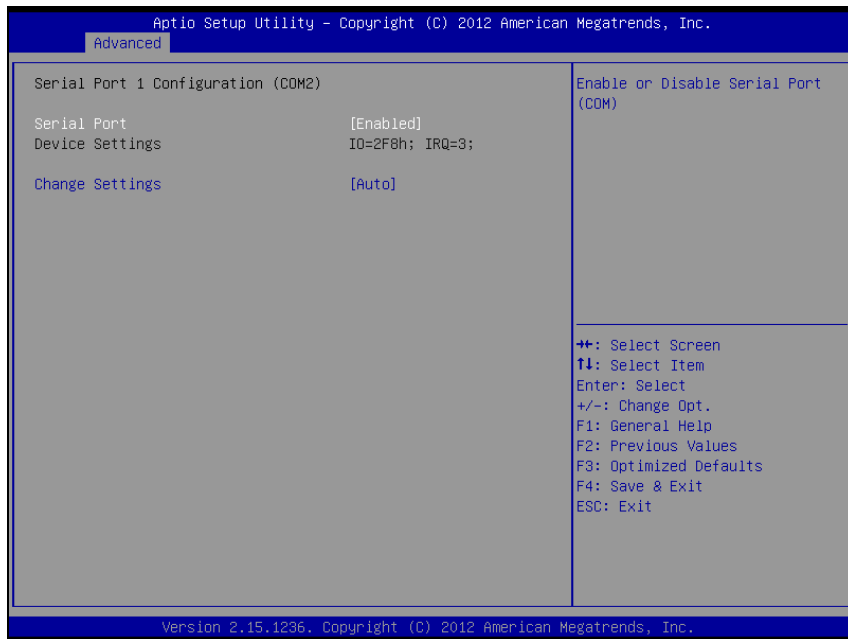 Aptio Setup Utility – Copyright (C) 2012 American Megatrends, Inc.
Advanced
Serial Port 1 Configuration (COM2)
Serial Port [Enabled]
Device Settings IO=2F8h; IRQ=3;
Change Settings [Auto]
Enable or Disable Serial Port
(COM)
→←: Select Screen
↑↓: Select Item
Enter: Select
+/-: Change Opt.
F1: General Help
F2: Previous Values
F3: Optimized Defaults
F4: Save & Exit
ESC: Exit
Version 2.15.1236. Copyright (C) 2012 American Megatrends, Inc.